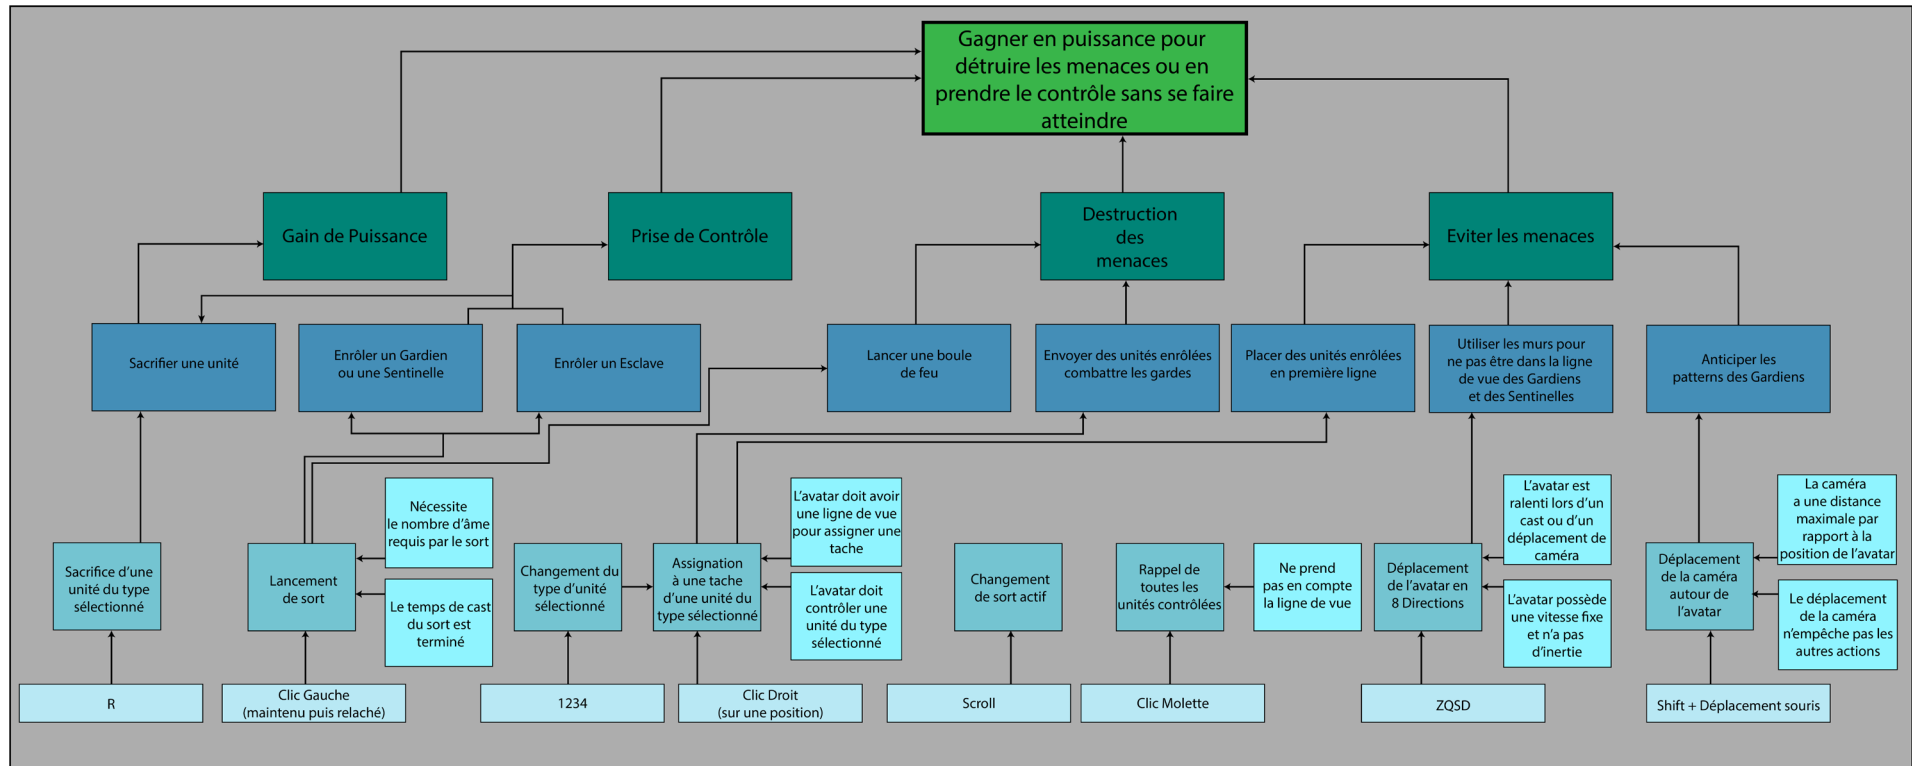 Gagner en puissance pour
détruire les menaces ou en
prendre le contrôle sans se faire
atteindre
Gain de Puissance
Prise de Contrôle
Destruction
des
menaces
Eviter les menaces
Sacrifier une unité
Enrôler un Gardien
ou une Sentinelle
Enrôler un Esclave
Lancer une boule
de feu
Envoyer des unités enrôlées
combattre les gardes
Placer des unités enrôlées
en première ligne
Utiliser les murs pour
ne pas être dans la ligne
de vue des Gardiens
et des Sentinelles
Anticiper les
patterns des Gardiens
Nécessite
le nombre d'âme
requis par le sort
L'avatar doit avoir
une ligne de vue
pour assigner une
tache
L'avatar est
ralenti lors d'un
cast ou d'un
déplacement de
caméra
La caméra
a une distance
maximale par
rapport à la
position de l'avatar
Sacrifice d'une
unité du type
sélectionné
Lancement
de sort
Le temps de cast
du sort est
terminé
Changement du
type d'unité
sélectionné
Assignation
à une tache
d'une unité du
type sélectionné
L'avatar doit
contrôler une
unité du type
sélectionné
Changement
de sort actif
Rappel de
toutes les
unités contrôlées
Ne prend
pas en compte
la ligne de vue
Déplacement
de l'avatar en
8 Directions
L'avatar possède
une vitesse fixe
et n'a pas
d'inertie
Déplacement
de la caméra
autour de
l'avatar
Le déplacement
de la caméra
n'empêche pas les
autres actions
R
Clic Gauche
(maintenu puis relaché)
1234
Clic Droit
(sur une position)
Scroll
Clic Molette
ZQSD
Shift + Déplacement souris